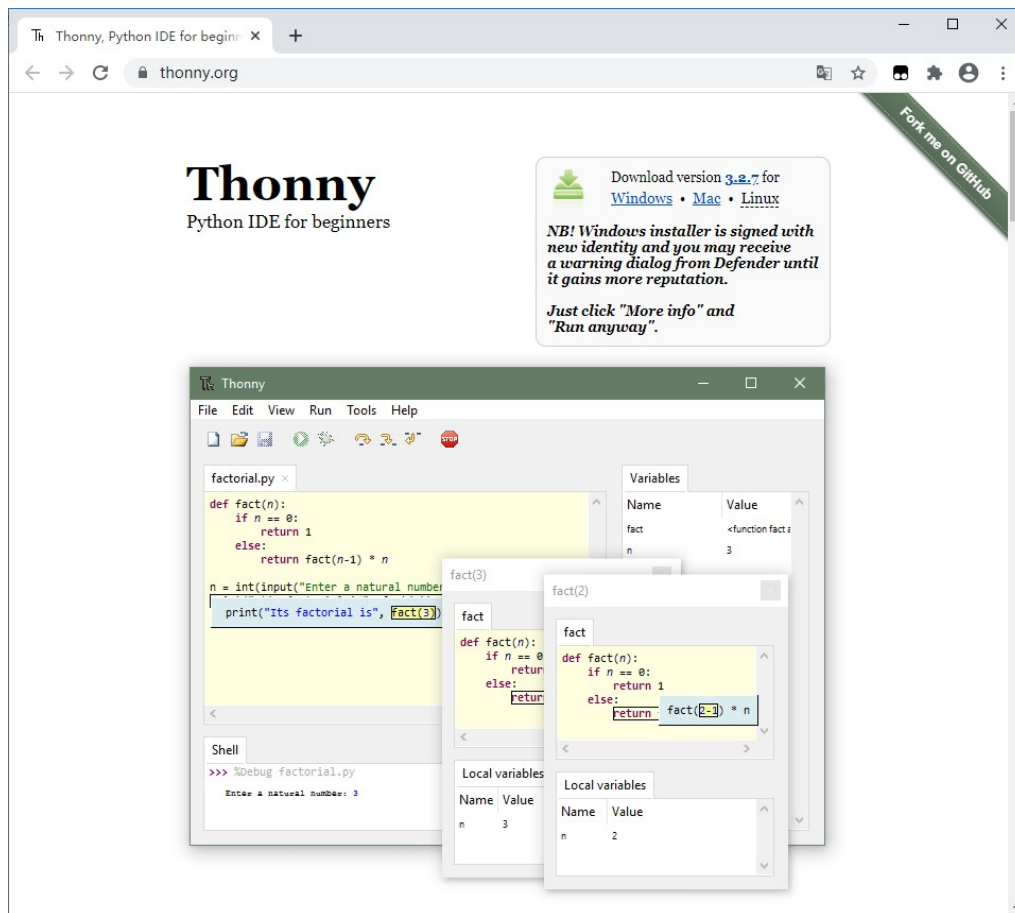 Th Thonny, Python IDE for beginn
thonny.org
Fork me on GitHub
Thonny
Python IDE for beginners
Download version 3.2.7 for
Windows • Mac • Linux
NB! Windows installer is signed with
new identity and you may receive
a warning dialog from Defender until
it gains more reputation.
Just click "More info" and
"Run anyway".
Th Thonny
File Edit View Run Tools Help
STOP
factorial.py
def fact(n):
if n == 0:
return 1
else:
return fact(n-1) * n
n = int(input("Enter a natural number
print("Its factorial is", fact(3))
Variables
Name Value
fact <function fact a
n 3
Shell
>>> %Debug factorial.py
Enter a natural number: 3
fact(3)
fact
def fact(n):
if n == 0
retur
else:
retur
Local variables
Name Value
n 3
fact(2)
fact
def fact(n):
if n == 0:
return 1
else:
return fact(2-1) * n
Local variables
Name Value
n 2